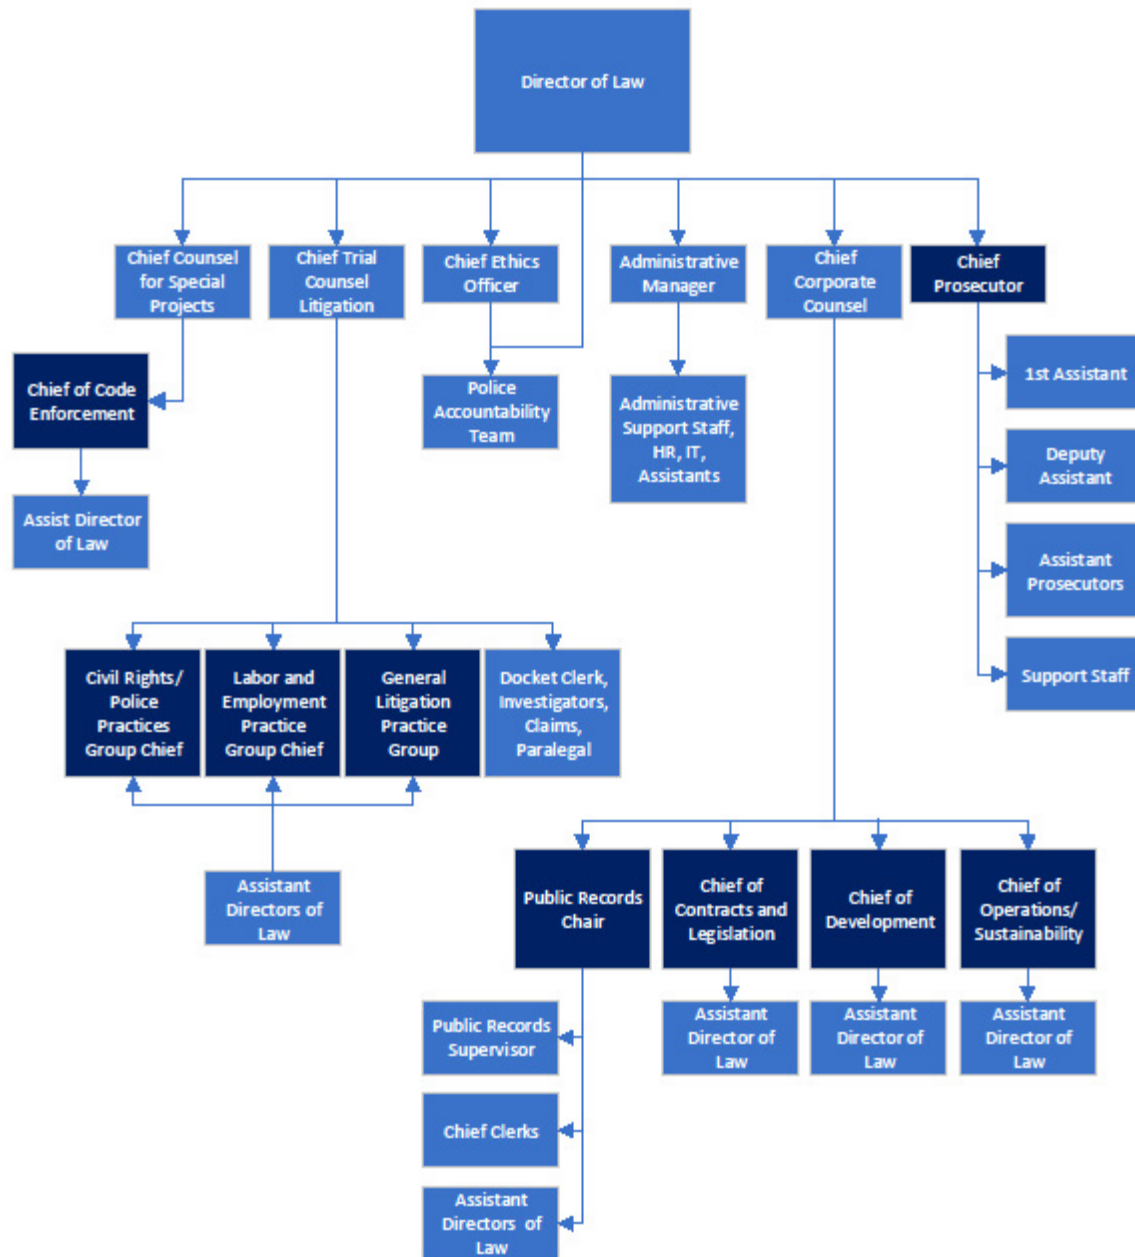 Director of Law
Chief Counsel
for Special
Projects
Chief Trial
Counsel
Litigation
Chief Ethics
Officer
Administrative
Manager
Chief
Corporate
Counsel
Chief
Prosecutor
Chief of Code
Enforcement
Assist Director
of Law
Police
Accountability
Team
Administrative
Support Staff,
HR, IT,
Assistants
1st Assistant
Deputy
Assistant
Assistant
Prosecutors
Support Staff
Civil Rights/
Police
Practices
Group Chief
Labor and
Employment
Practice
Group Chief
General
Litigation
Practice
Group
Docket Clerk,
Investigators,
Claims,
Paralegal
Assistant
Directors of
Law
Public Records
Chair
Chief of
Contracts and
Legislation
Chief of
Development
Chief of
Operations/
Sustainability
Public Records
Supervisor
Chief Clerks
Assistant
Directors of
Law
Assistant
Director of
Law
Assistant
Director of
Law
Assistant
Director of
Law